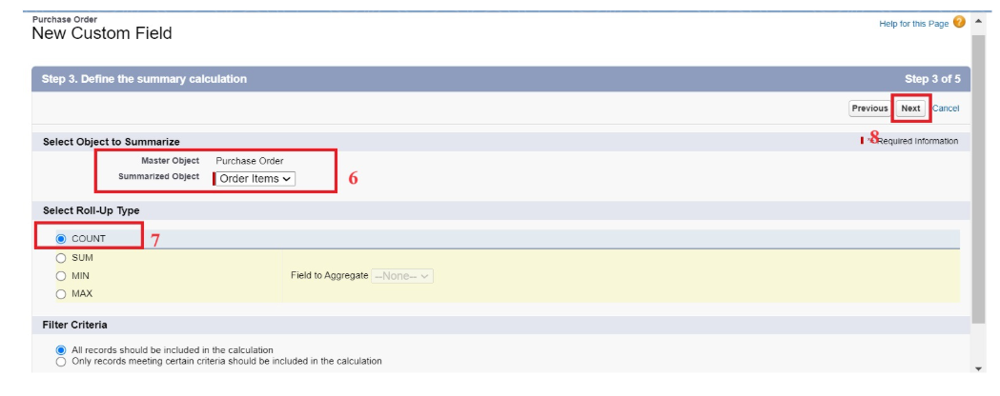 Purchase Order
New Custom Field
Help for this Page
Step 3. Define the summary calculation
Step 3 of 5
Previous Next Cancel
8
Select Object to Summarize
= Required Information
Master Object Purchase Order
Summarized Object Order Items
6
Select Roll-Up Type
COUNT
7
SUM
MIN
Field to Aggregate --None--
MAX
Filter Criteria
All records should be included in the calculation
Only records meeting certain criteria should be included in the calculation